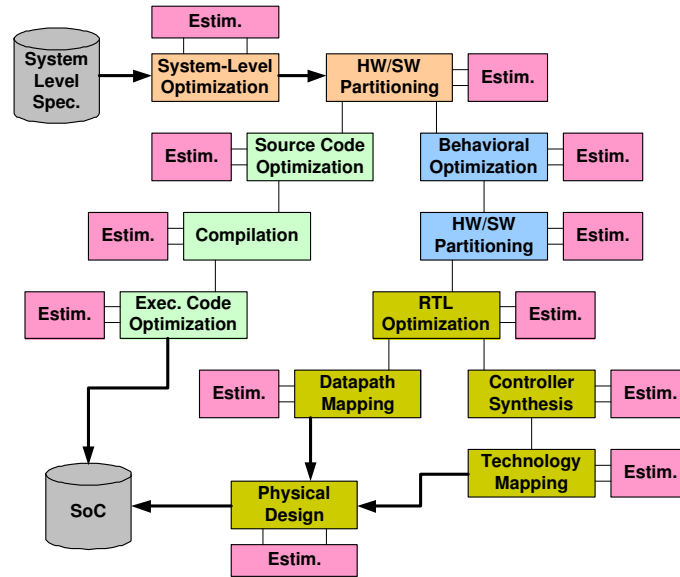 Estim.
System
Level
Spec.
System-Level
Optimization
HW/SW
Partitioning
Estim.
Estim.
Source Code
Optimization
Behavioral
Optimization
Estim.
Estim.
Compilation
HW/SW
Partitioning
Estim.
Estim.
Exec. Code
Optimization
RTL
Optimization
Estim.
Estim.
Datapath
Mapping
Controller
Synthesis
Estim.
SoC
Physical
Design
Technology
Mapping
Estim.
Estim.